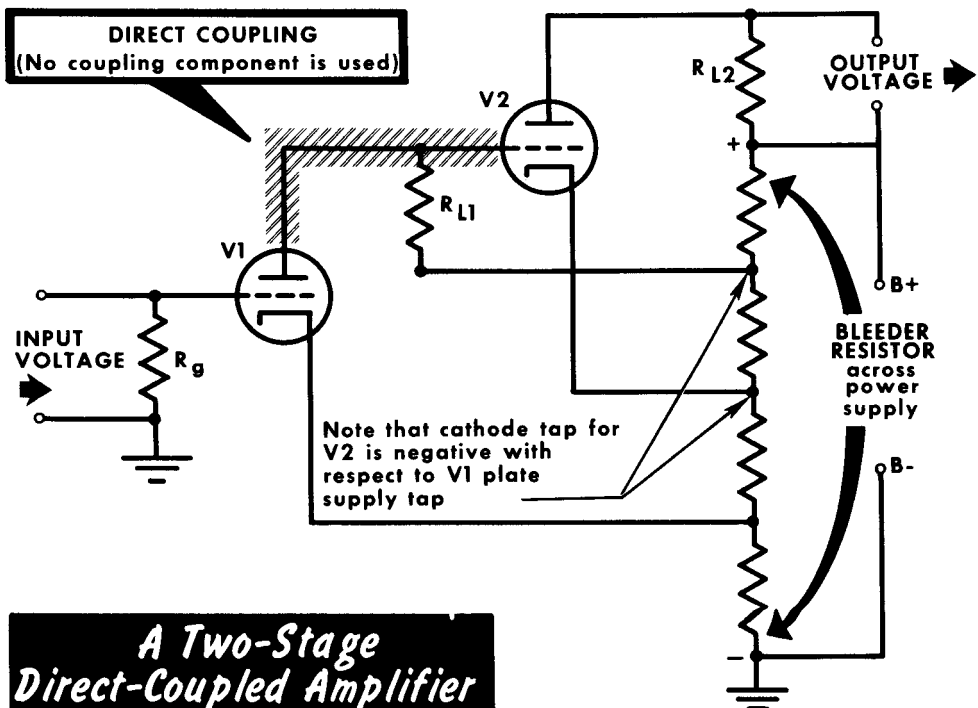 DIRECT COUPLING
(No coupling component is used)
V2
R L2
OUTPUT
VOLTAGE
+
R L1
V1
INPUT
VOLTAGE
R g
B+
BLEEDER
RESISTOR
across
power
supply
Note that cathode tap for
V2 is negative with
respect to V1 plate
supply tap
B-
-
A Two-Stage
Direct-Coupled Amplifier